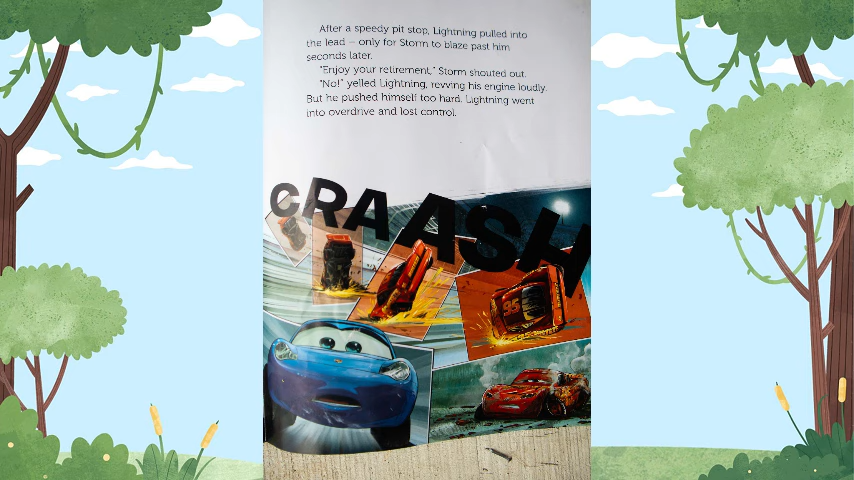 After a speedy pit stop, Lightning pulled into
the lead – only for Storm to blaze past him
seconds later.
"Enjoy your retirement," Storm shouted out.
"No!" yelled Lightning, revving his engine loudly.
But he pushed himself too hard. Lightning went
into overdrive and lost control.
CRAAASH
95